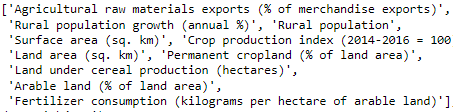 ['Agricultural raw materials exports (% of merchandise exports)',
'Rural population growth (annual %)', 'Rural population',
'Surface area (sq. km)', 'Crop production index (2014-2016 = 100
'Land area (sq. km)', 'Permanent cropland (% of land area)',
'Land under cereal production (hectares)',
'Arable land (% of land area)',
'Fertilizer consumption (kilograms per hectare of arable land)']